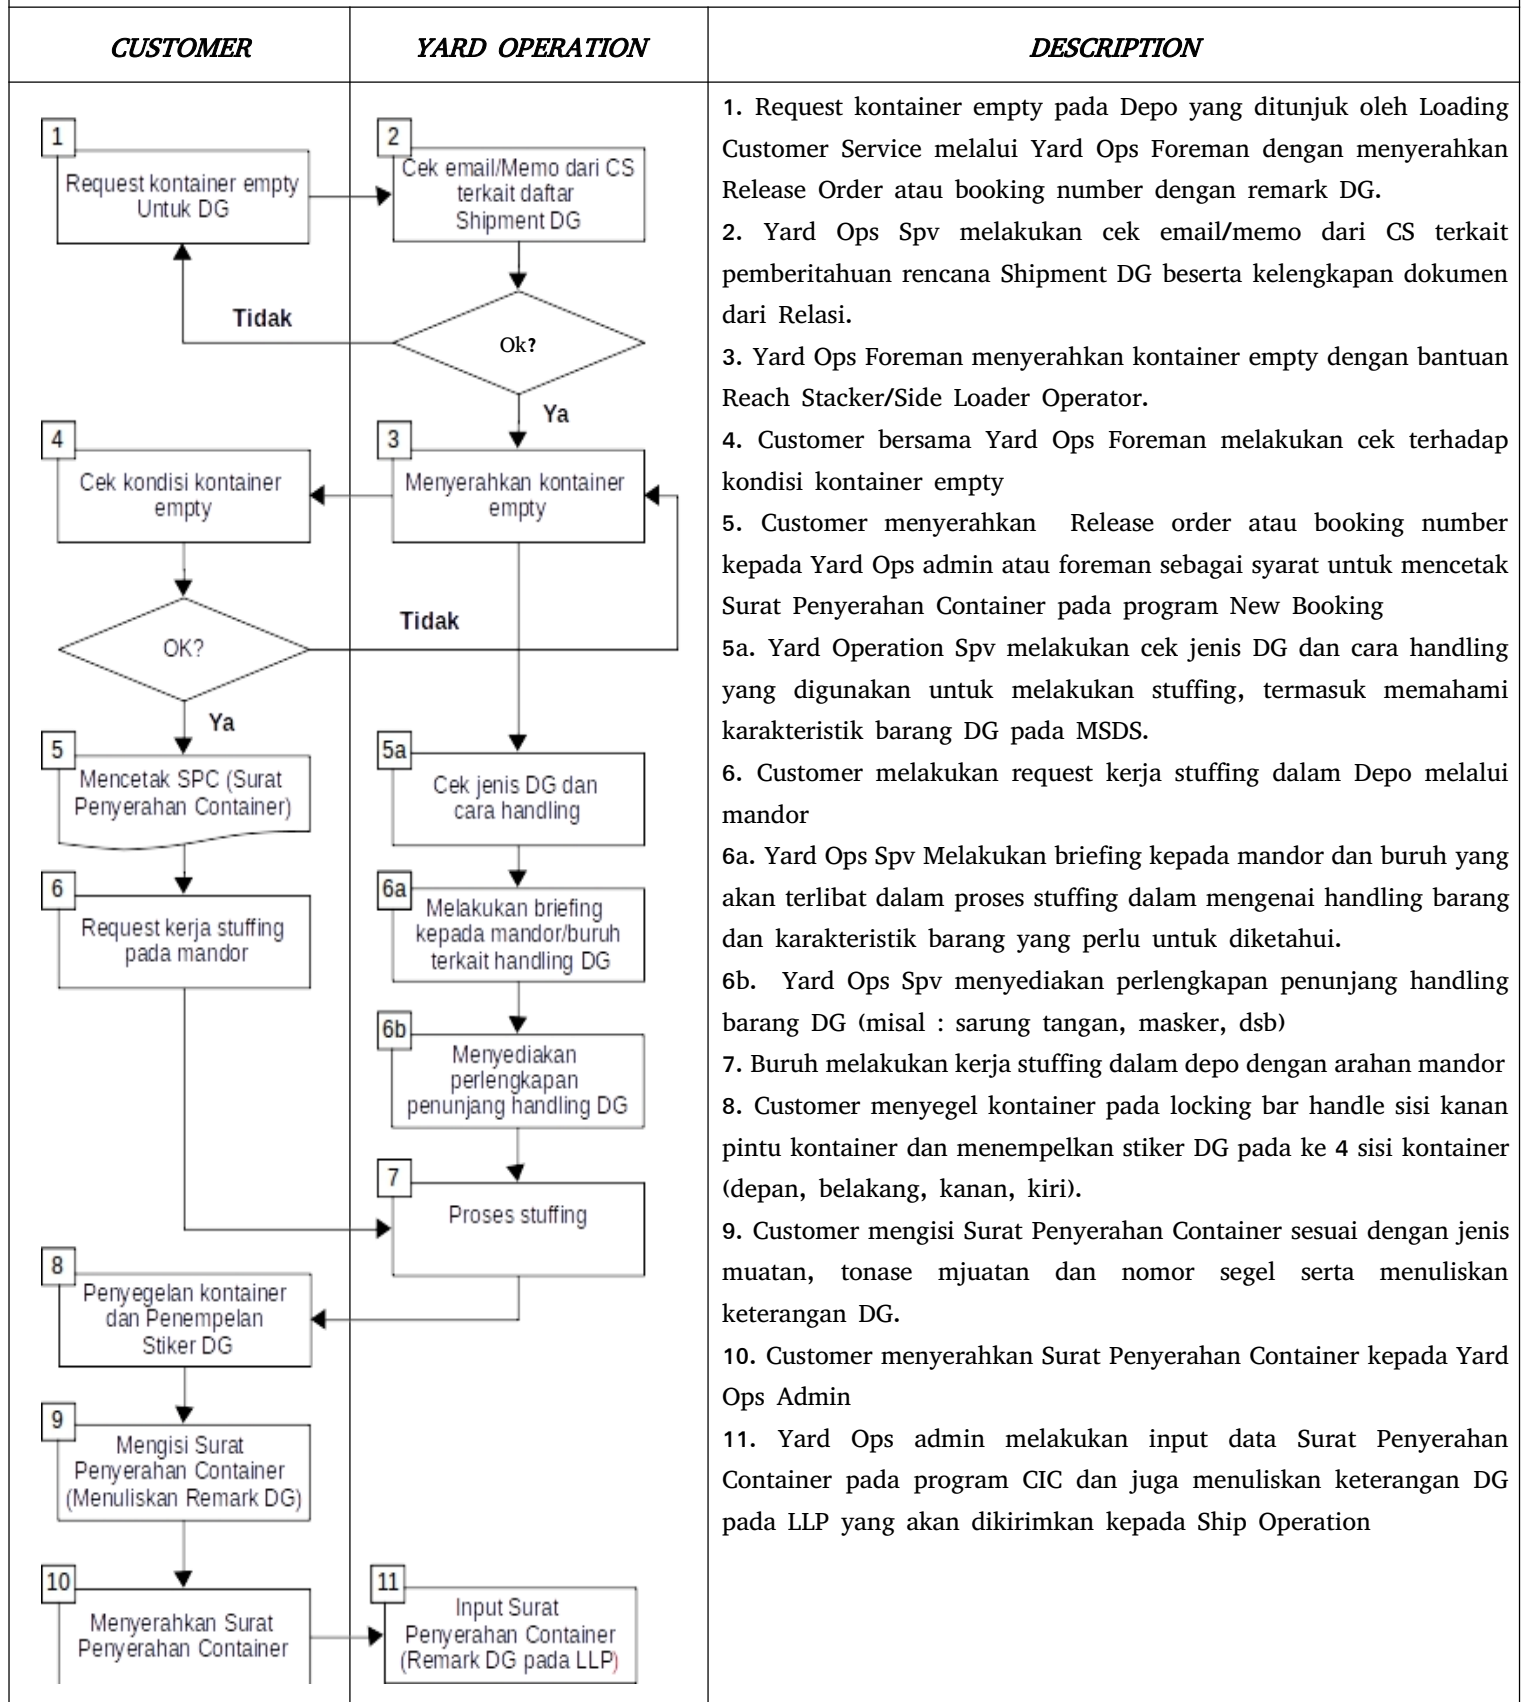 CUSTOMER
YARD OPERATION
DESCRIPTION
1
Request kontainer empty
Untuk DG
2
Cek email/Memo dari CS
terkait daftar
Shipment DG
Tidak
Ok?
Ya
4
Cek kondisi kontainer
empty
3
Menyerahkan kontainer
empty
Tidak
OK?
Ya
5
Mencetak SPC (Surat
Penyerahan Container)
5a
Cek jenis DG dan
cara handling
6
Request kerja stuffing
pada mandor
6a
Melakukan briefing
kepada mandor/buruh
terkait handling DG
6b
Menyediakan
perlengkapan
penunjang handling DG
7
Proses stuffing
8
Penyegelan kontainer
dan Penempelan
Stiker DG
9
Mengisi Surat
Penyerahan Container
(Menuliskan Remark DG)
10
Menyerahkan Surat
Penyerahan Container
11
Input Surat
Penyerahan Container
(Remark DG pada LLP)
1. Request kontainer empty pada Depo yang ditunjuk oleh Loading
Customer Service melalui Yard Ops Foreman dengan menyerahkan
Release Order atau booking number dengan remark DG.
2. Yard Ops Spv melakukan cek email/memo dari CS terkait
pemberitahuan rencana Shipment DG beserta kelengkapan dokumen
dari Relasi.
3. Yard Ops Foreman menyerahkan kontainer empty dengan bantuan
Reach Stacker/Side Loader Operator.
4. Customer bersama Yard Ops Foreman melakukan cek terhadap
kondisi kontainer empty
5. Customer menyerahkan Release order atau booking number
kepada Yard Ops admin atau foreman sebagai syarat untuk mencetak
Surat Penyerahan Container pada program New Booking
5a. Yard Operation Spv melakukan cek jenis DG dan cara handling
yang digunakan untuk melakukan stuffing, termasuk memahami
karakteristik barang DG pada MSDS.
6. Customer melakukan request kerja stuffing dalam Depo melalui
mandor
6a. Yard Ops Spv Melakukan briefing kepada mandor dan buruh yang
akan terlibat dalam proses stuffing dalam mengenai handling barang
dan karakteristik barang yang perlu untuk diketahui.
6b. Yard Ops Spv menyediakan perlengkapan penunjang handling
barang DG (misal : sarung tangan, masker, dsb)
7. Buruh melakukan kerja stuffing dalam depo dengan arahan mandor
8. Customer menyegel kontainer pada locking bar handle sisi kanan
pintu kontainer dan menempelkan stiker DG pada ke 4 sisi kontainer
(depan, belakang, kanan, kiri).
9. Customer mengisi Surat Penyerahan Container sesuai dengan jenis
muatan, tonase mjuatan dan nomor segel serta menuliskan
keterangan DG.
10. Customer menyerahkan Surat Penyerahan Container kepada Yard
Ops Admin
11. Yard Ops admin melakukan input data Surat Penyerahan
Container pada program CIC dan juga menuliskan keterangan DG
pada LLP yang akan dikirimkan kepada Ship Operation